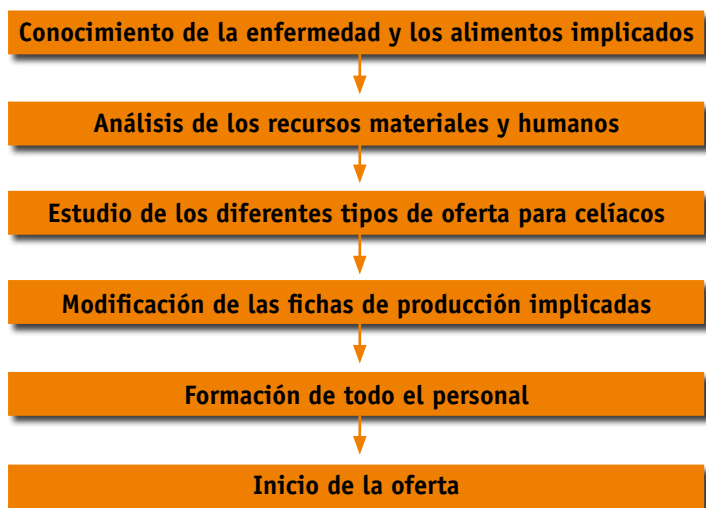 Conocimiento de la enfermedad y los alimentos implicados
Análisis de los recursos materiales y humanos
Estudio de los diferentes tipos de oferta para celíacos
Modificación de las fichas de producción implicadas
Formación de todo el personal
Inicio de la oferta